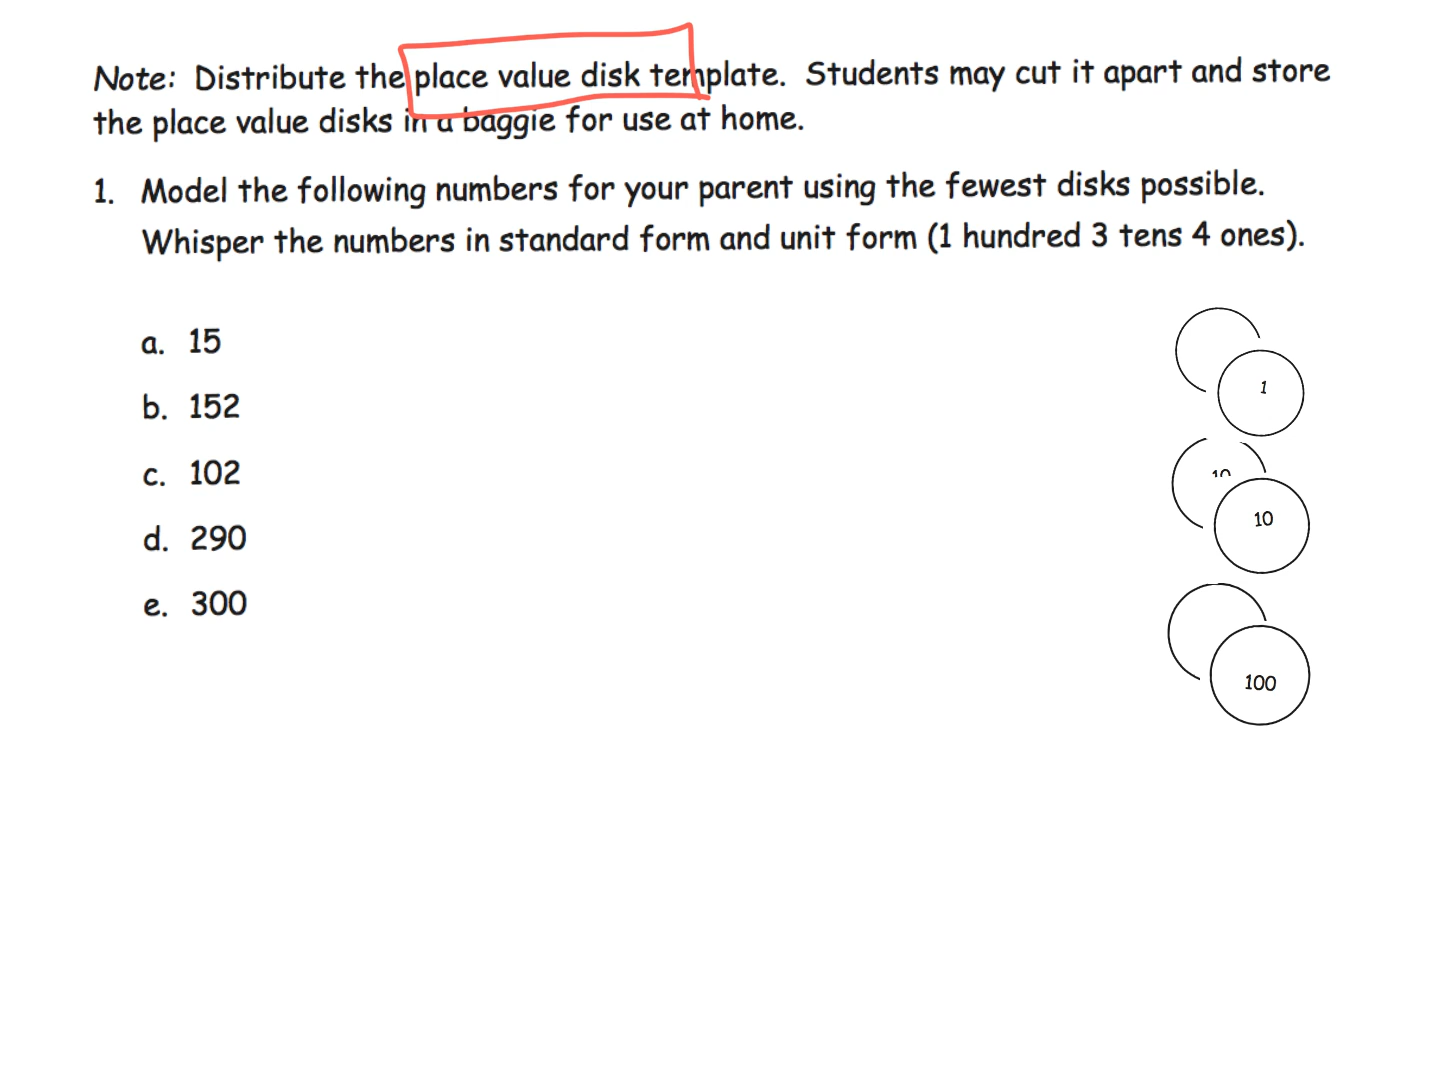 Note: Distribute the place value disk template. Students may cut it apart and store
the place value disks in a baggie for use at home.
1. Model the following numbers for your parent using the fewest disks possible.
Whisper the numbers in standard form and unit form (1 hundred 3 tens 4 ones).
a. 15
b. 152
c. 102
d. 290
e. 300
1
10
10
100